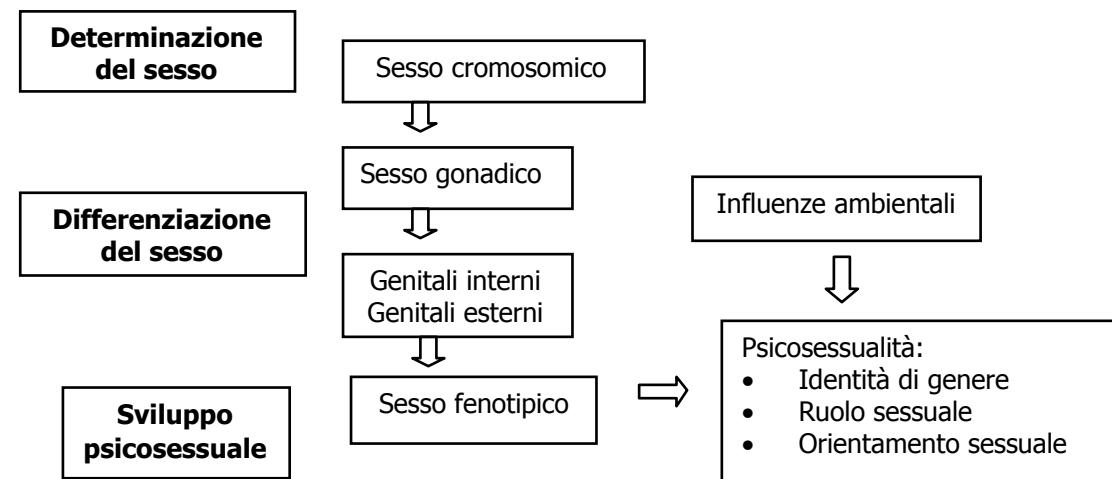 Determinazione
del sesso
Sesso cromosomico
Sesso gonadico
Differenziazione
del sesso
Influenze ambientali
Genitali interni
Genitali esterni
Sviluppo
psicosessuale
Sesso fenotipico
Psicosessualità:
• Identità di genere
• Ruolo sessuale
• Orientamento sessuale